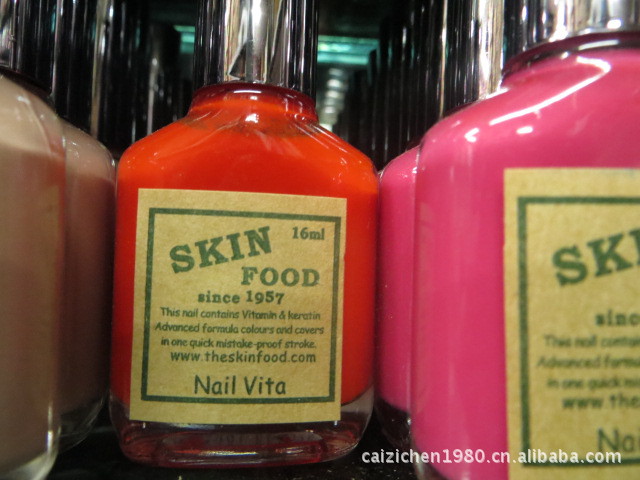 SKIN
16ml
FOOD
since 1957
This nail contains Vitamin & keratin
Advanced formula colours and covers
in one quick mistake-proof stroke.
www.theskinfood.com
Nail Vita
SKI
sinc
This nail conta
Advanced form
in one quick m
www.the
Na
caizichen1980.cn.alibaba.com